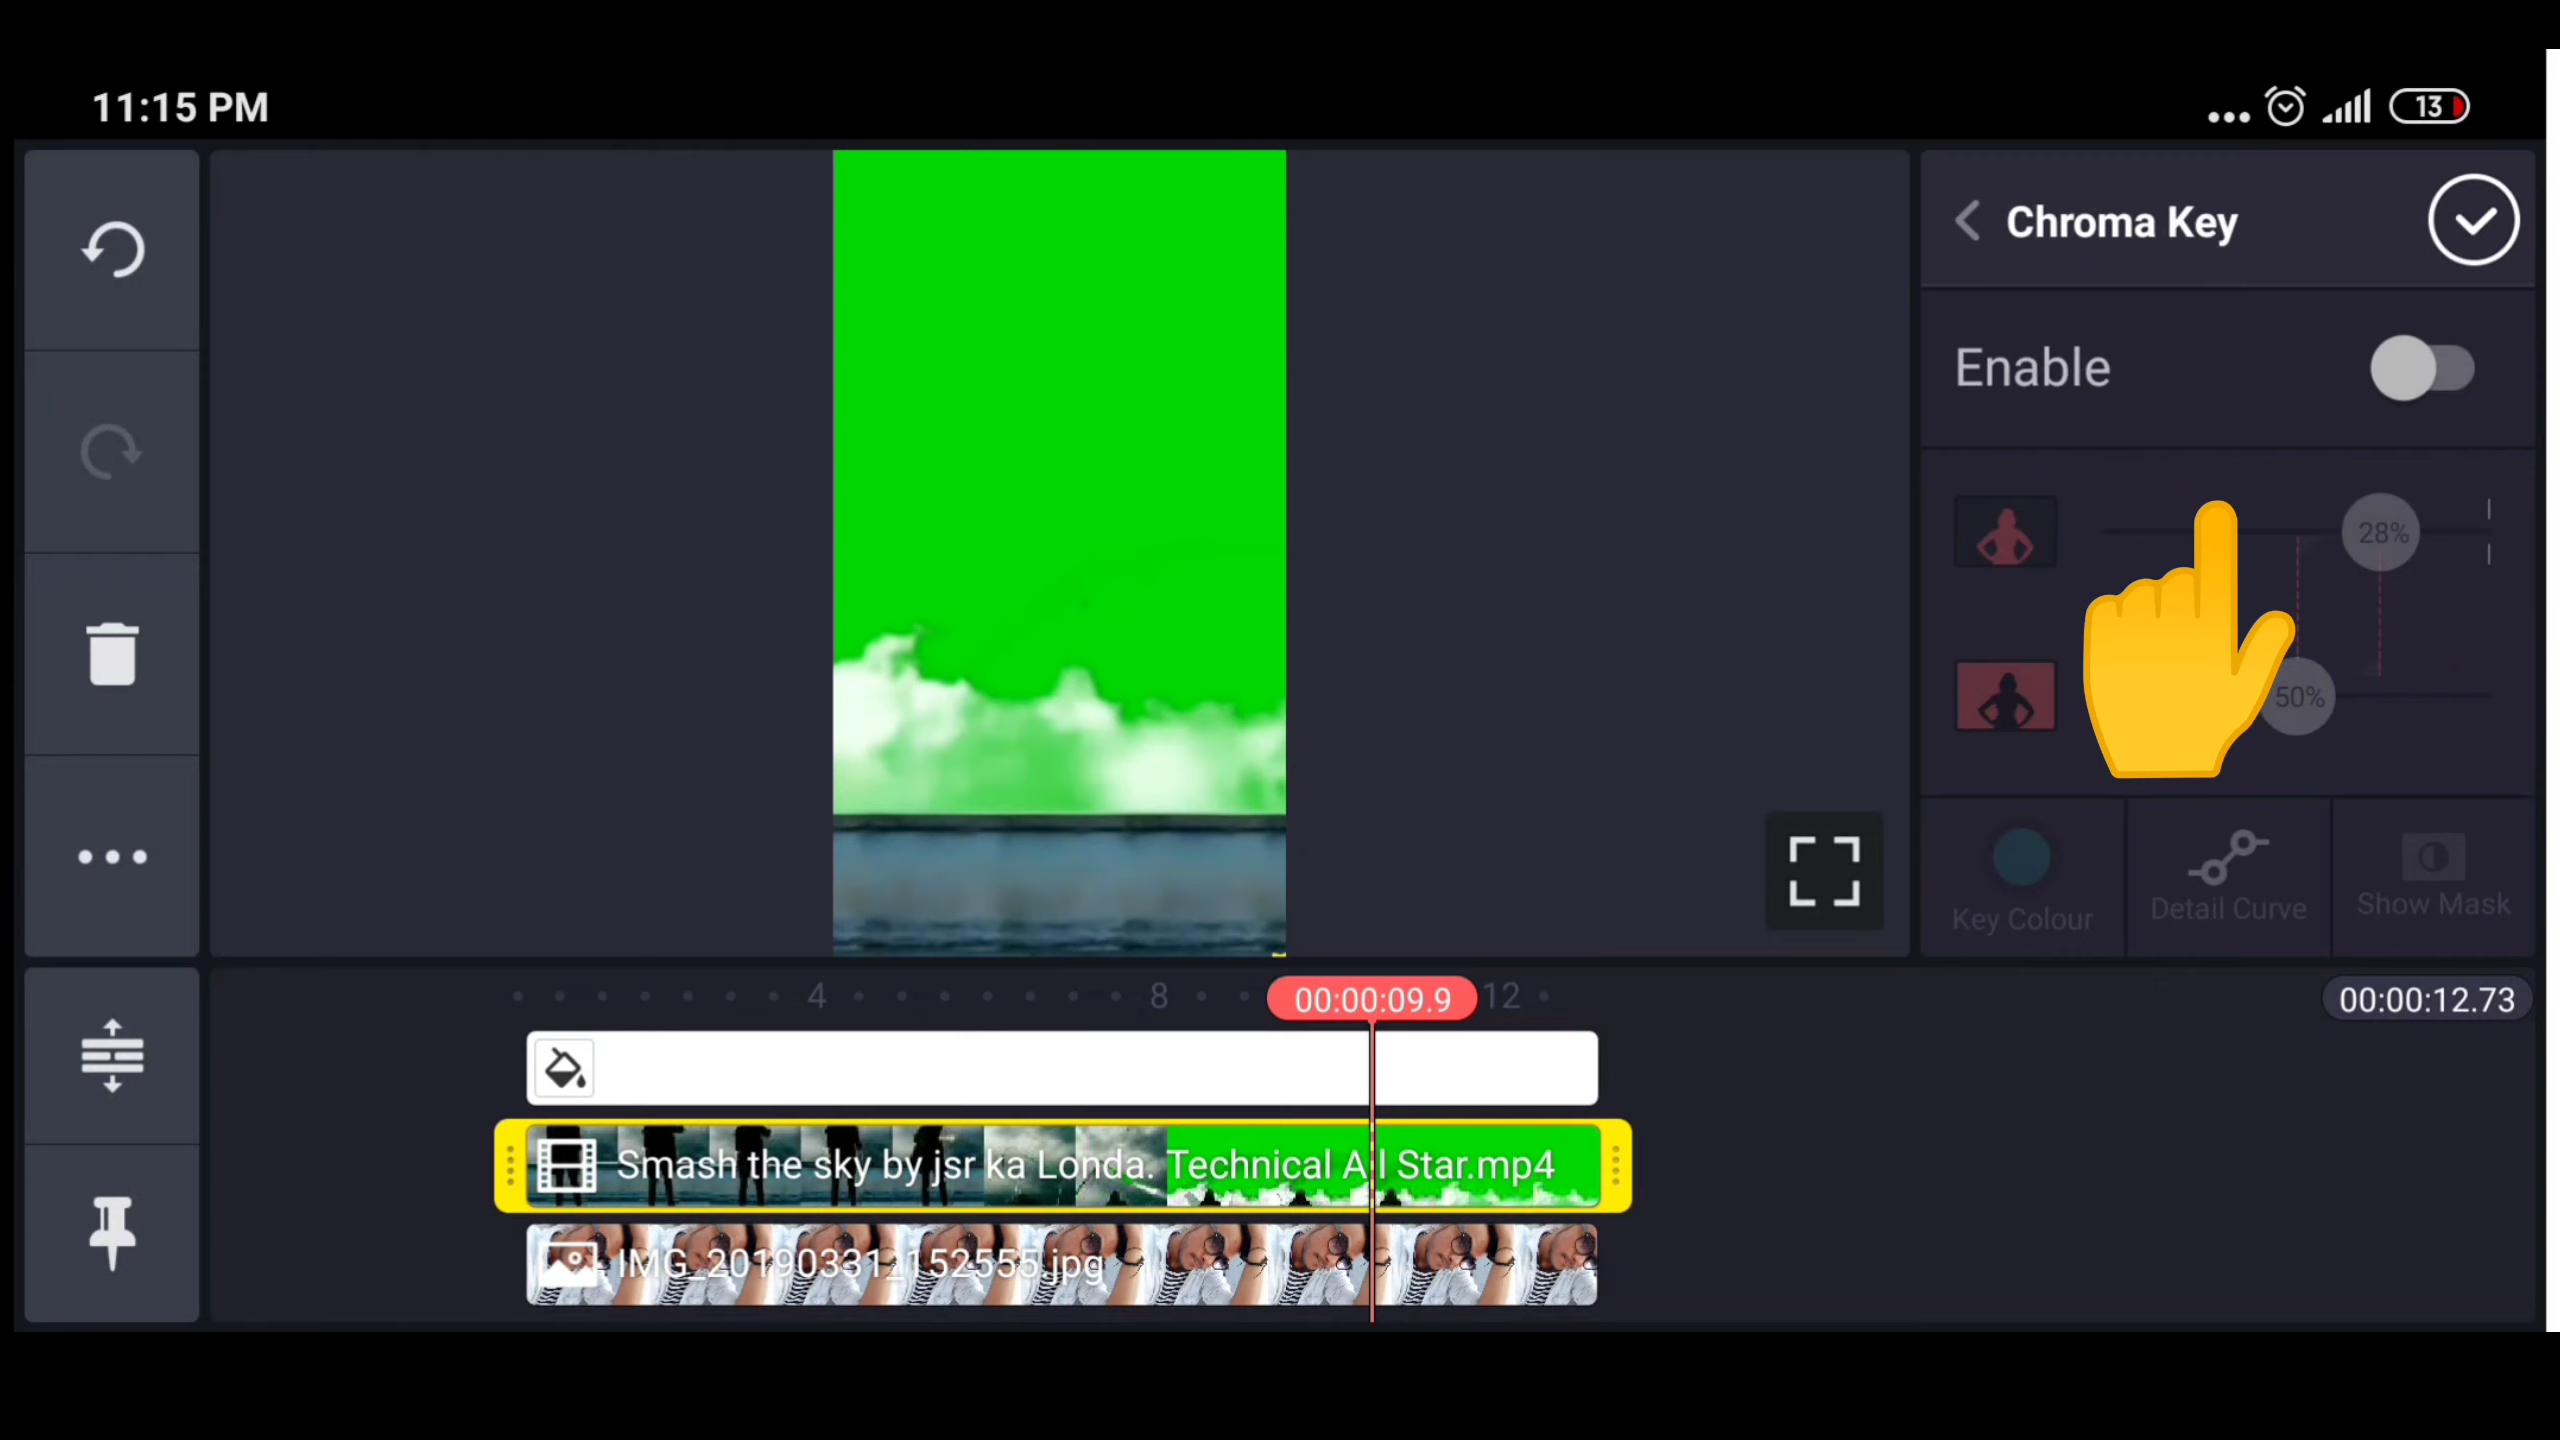 11:15 PM
13
Chroma Key
Enable
28%
50%
Key Colour
Detail Curve
Show Mask
4
8
00:00:09.9
12
00:00:12.73
Smash the sky by jsr ka Londa. Technical All Star.mp4
IMG_20190331_152555.jpg